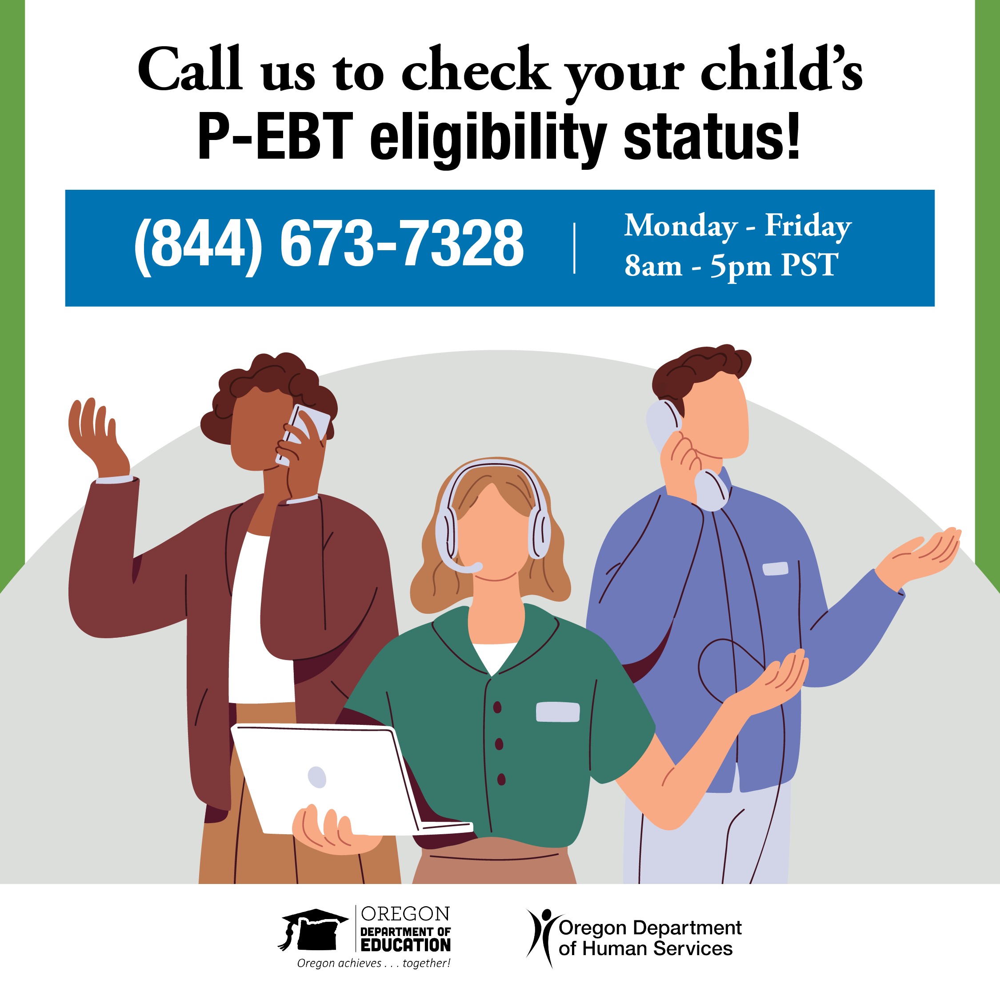 Call us to check your child's
P-EBT eligibility status!
(844) 673-7328
Monday - Friday
8am - 5pm PST
OREGON
DEPARTMENT OF
EDUCATION
Oregon achieves . . . together!
Oregon Department
of Human Services